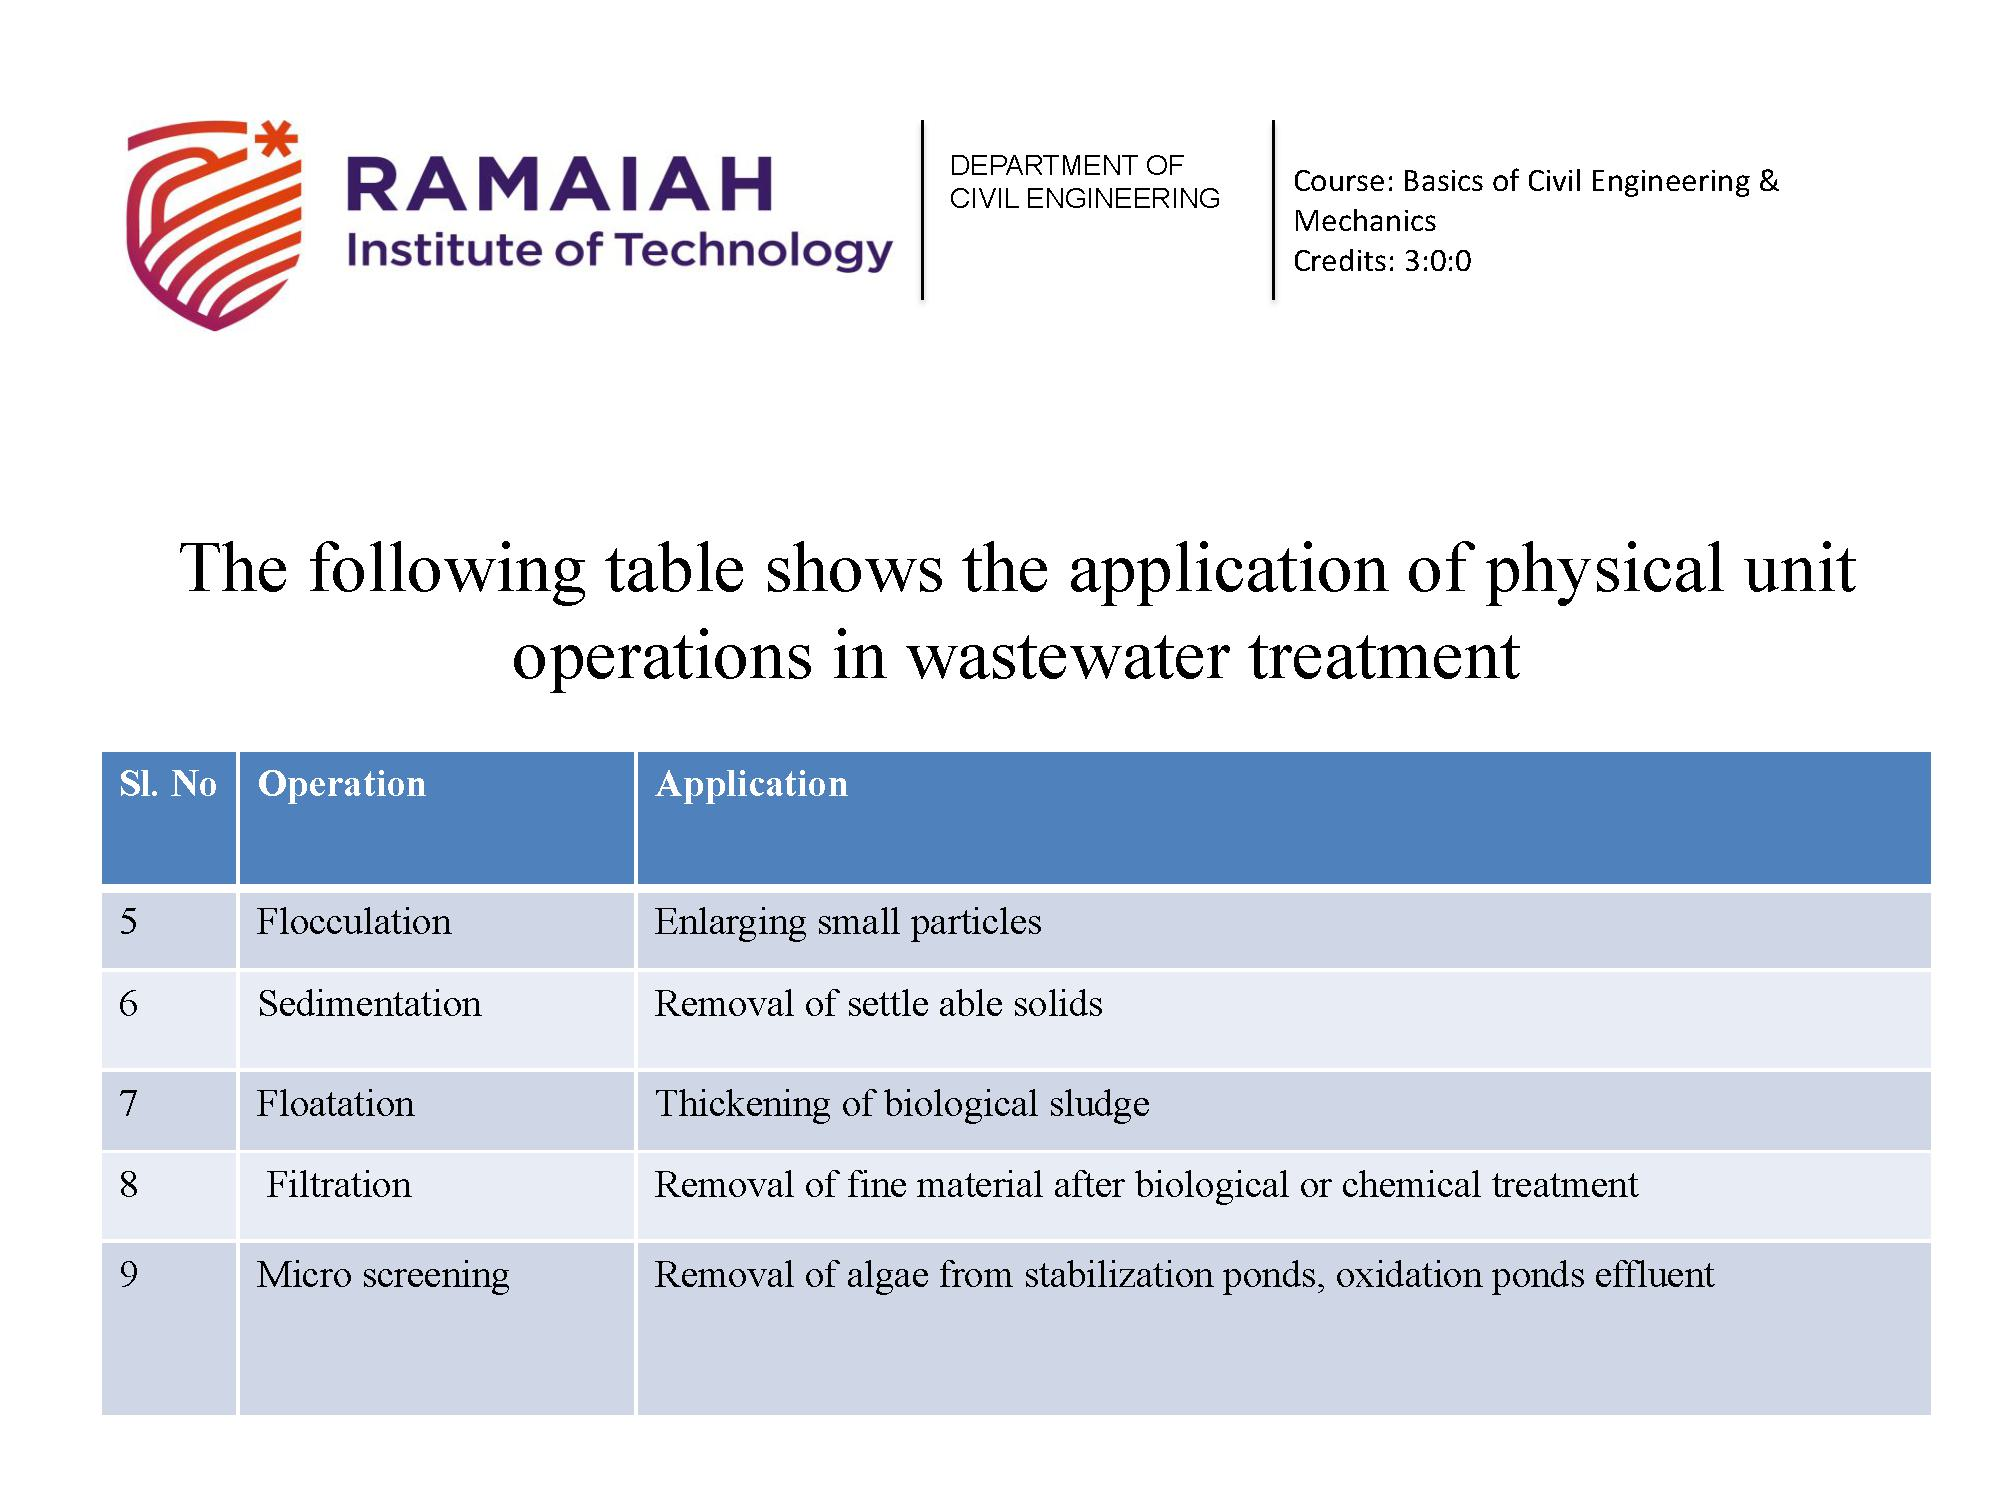 RAMAIAH
Institute of Technology
DEPARTMENT OF
CIVIL ENGINEERING
Course: Basics of Civil Engineering &
Mechanics
Credits: 3:0:0
The following table shows the application of physical unit
operations in wastewater treatment
Sl. No Operation Application
5 Flocculation Enlarging small particles
6 Sedimentation Removal of settle able solids
7 Floatation Thickening of biological sludge
8 Filtration Removal of fine material after biological or chemical treatment
9 Micro screening Removal of algae from stabilization ponds, oxidation ponds effluent